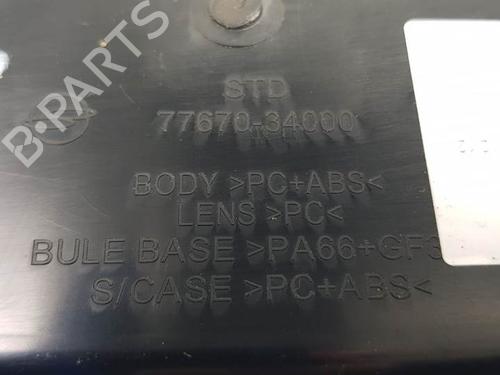 B-PARTS
STD
77670-34000
BODY >PC+ABS<
LENS >PC<
BULE BASE >PA66+GF3
S/CASE >PC+ABS<